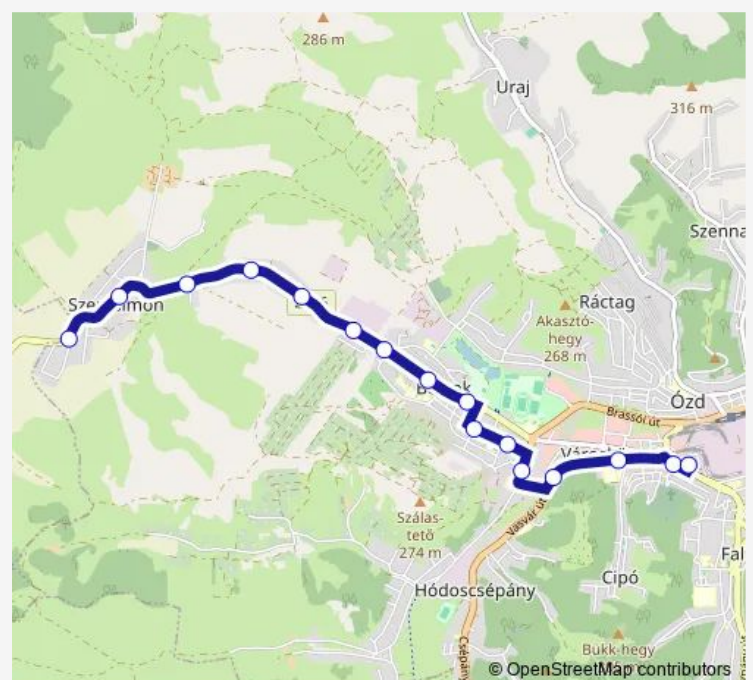 286 m
Uraj
316 m
Szenna
Ráctag
Akasztó-
hegy
268 m
Ózd
Brassói út
Vasvár út
Szálas-
tető
274 m
Hódoscsépány
Cipó
Fal
Bükk-hegy
Csépán
© OpenStreetMap contributors